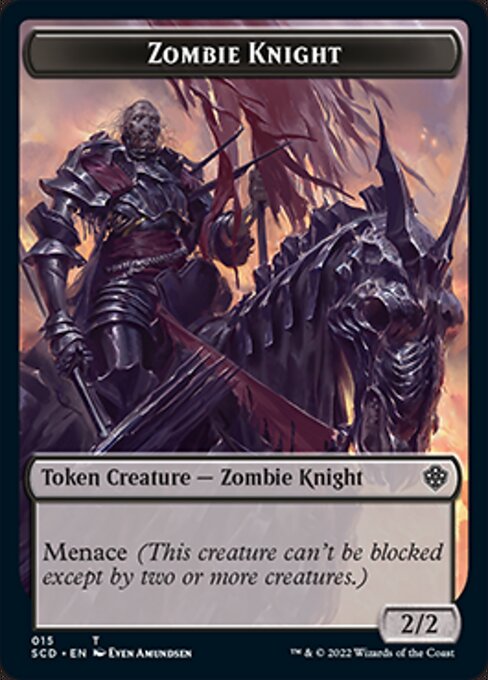 Zombie Knight
Token Creature — Zombie Knight
Menace (This creature can't be blocked
except by two or more creatures.)
2/2
015 T
SCD • EN Even Amundsen
™ & © 2022 Wizards of the Coast